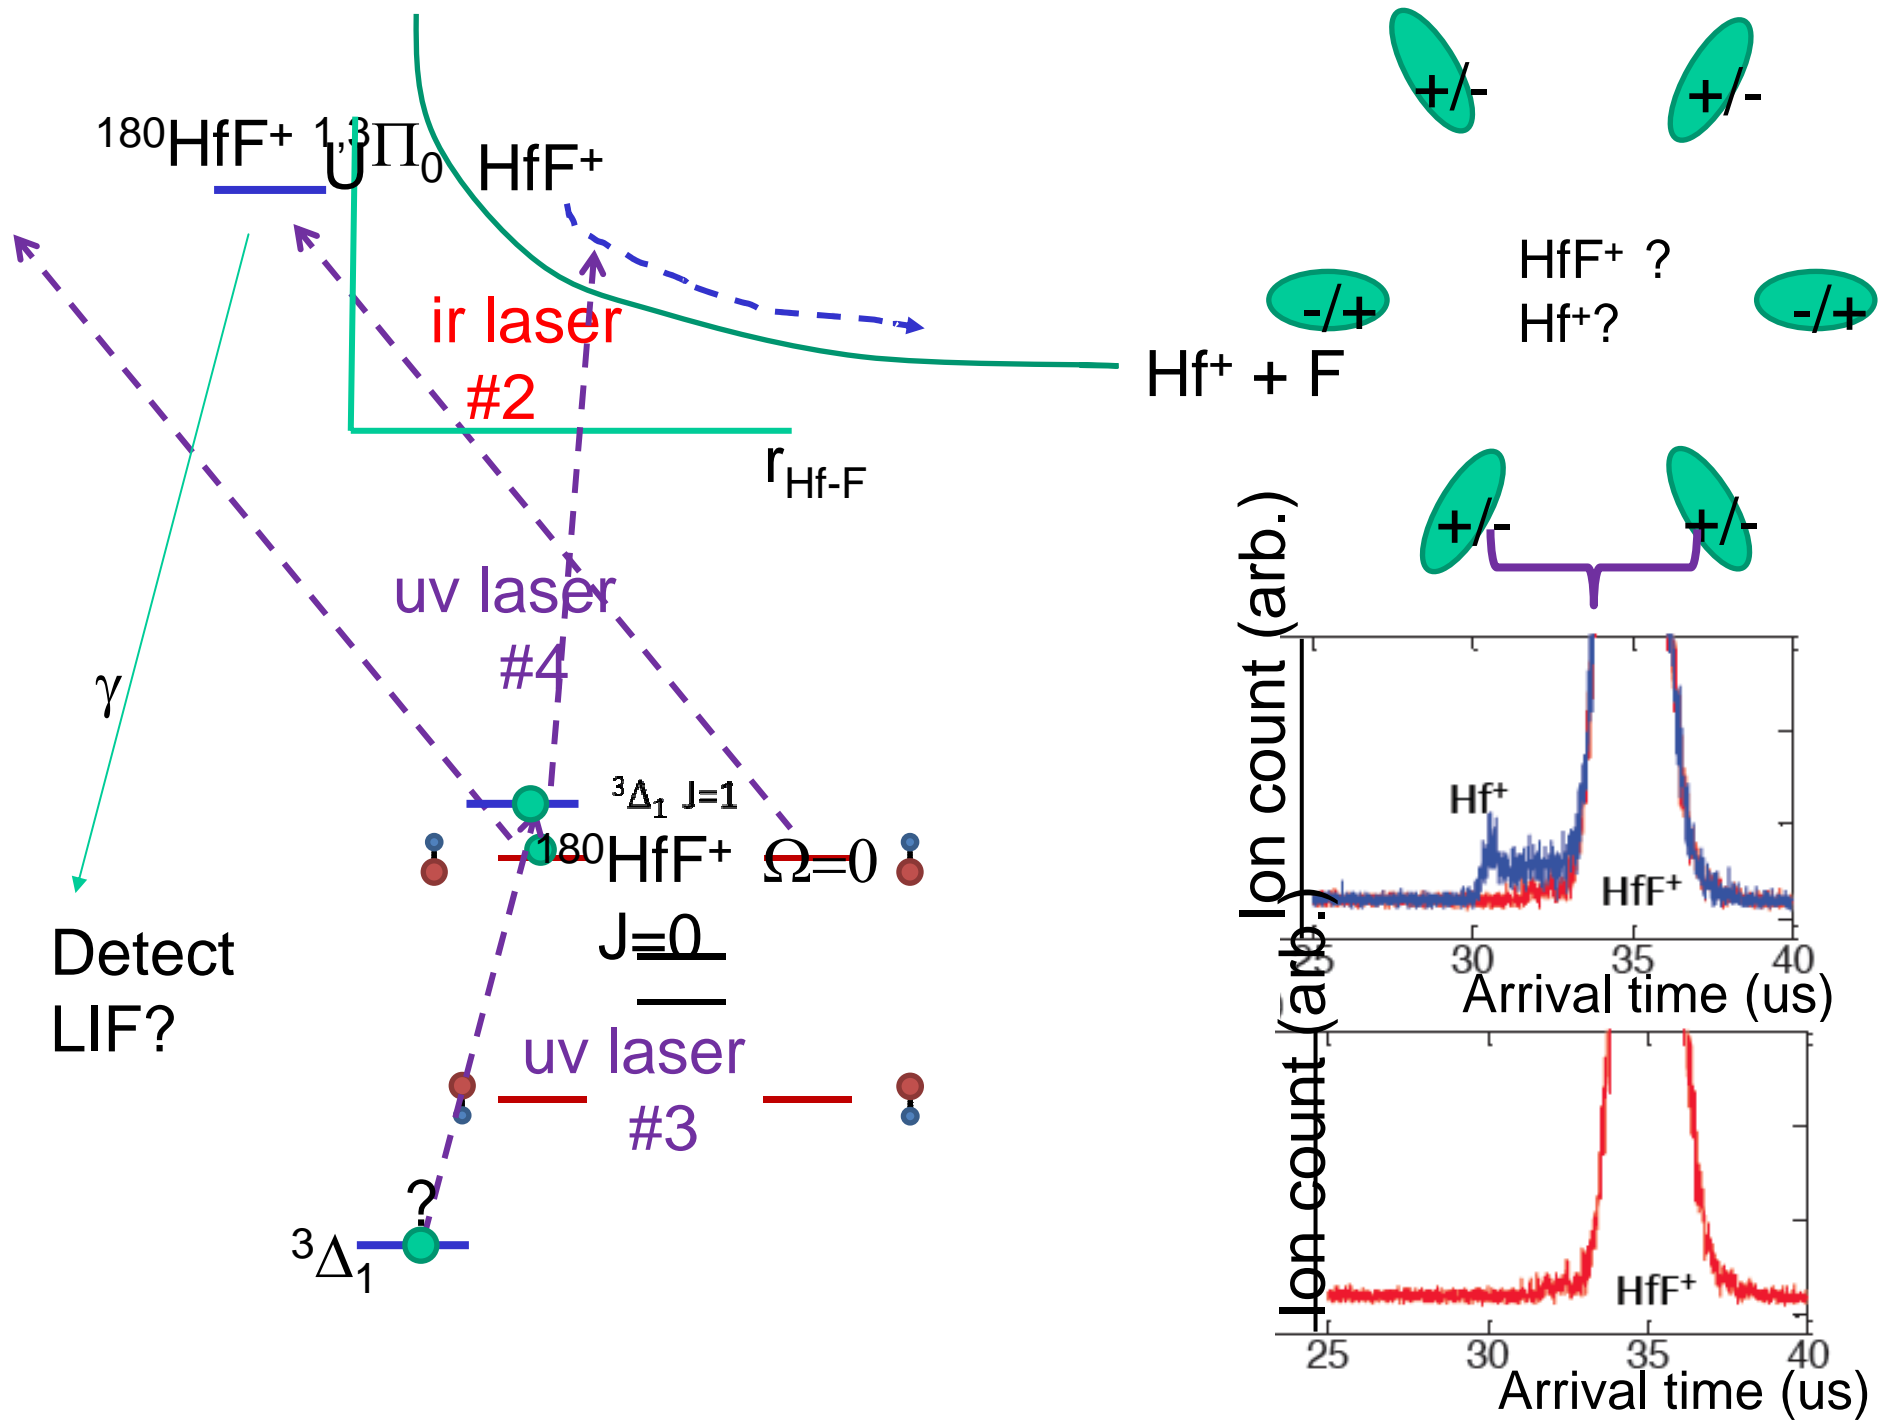 180HfF+ 1,3Π0
U
HfF+
+/-
+/-
HfF+ ?
Hf+?
-/+
-/+
ir laser
#2
Hf+ + F
rHf-F
+/-
+/-
uv laser
#4
γ
3Δ1 J=1
180HfF+ Ω=0
J=0
Detect
LIF?
uv laser
#3
?
3Δ1
Ion count (arb.)
Hf+
HfF+
25 30 35 40
Arrival time (us)
Ion count (arb.)
HfF+
25 30 35 40
Arrival time (us)